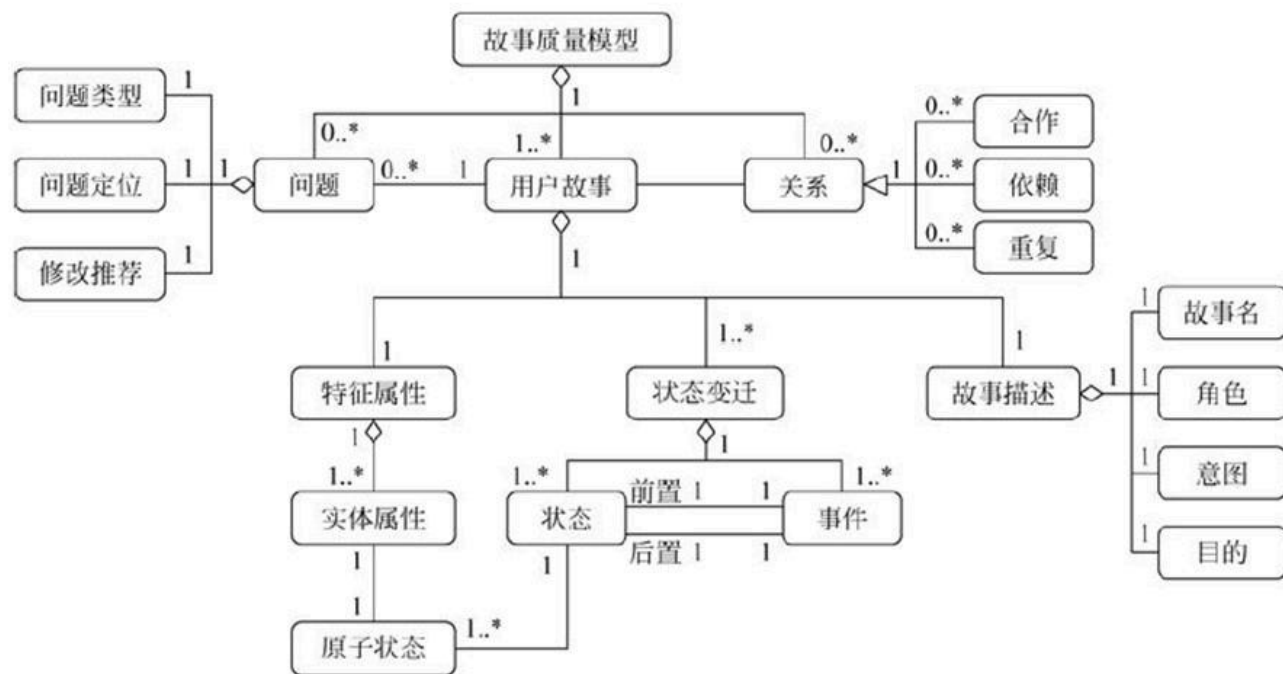 故事质量模型
1
问题类型 1
0..* 1..* 0..*
0..* 合作
问题定位 1 1 问题 0..* 1 用户故事 关系 1 0..* 依赖
修改推荐 1
0..* 重复
1
1 1..* 1
特征属性 状态变迁 故事描述 1
1 故事名
1 角色
1 意图
1 目的
1 1
1..* 1..* 1..*
实体属性 状态 前置 1 1 事件
后置 1 1
1 1
1 1..*
原子状态